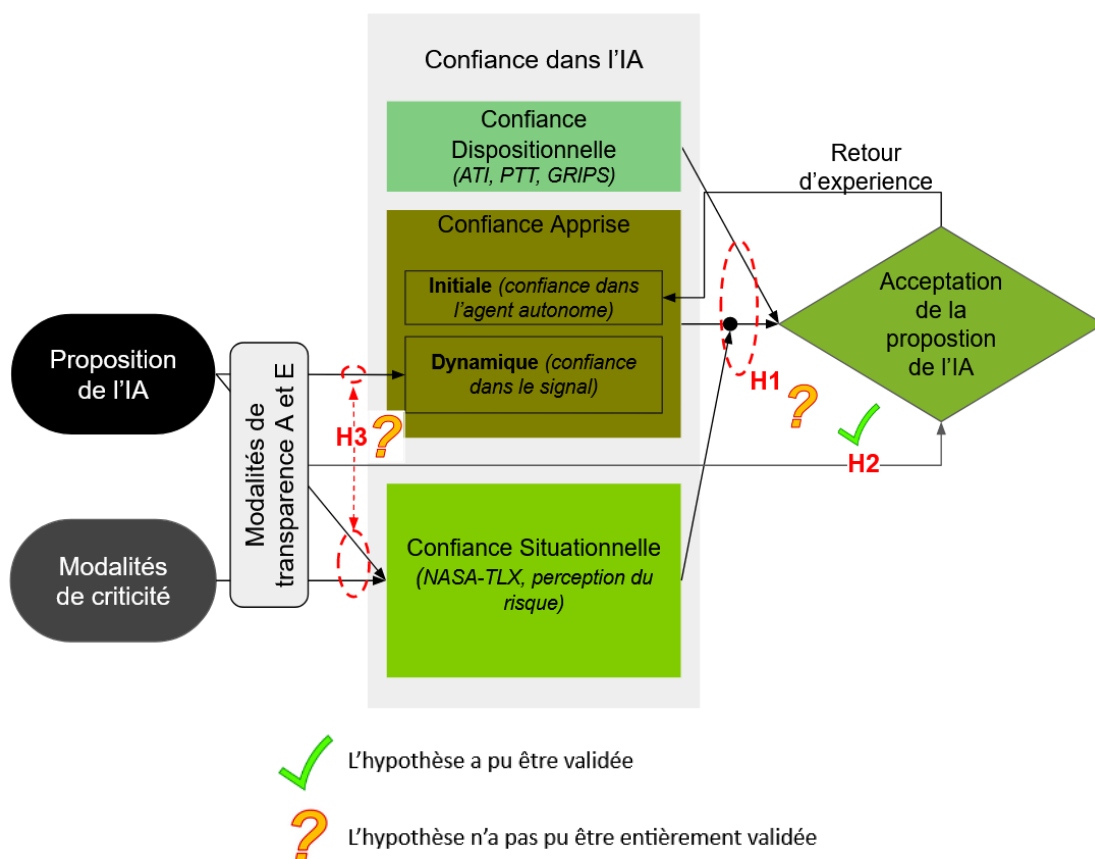 Confiance dans l'IA
Confiance
Dispositionnelle
(ATI, PTT, GRIPS)
Retour
d'experience
Confiance Apprise
Initiale (confiance dans
l'agent autonome)
Dynamique (confiance
dans le signal)
Acceptation
de la
propostion
de l'IA
Proposition
de l'IA
Modalités de
transparence A et E
H1
?
H3
?
H2
Modalités
de criticité
Confiance Situationnelle
(NASA-TLX, perception du
risque)
L'hypothèse a pu être validée
?
L'hypothèse n'a pas pu être entièrement validée